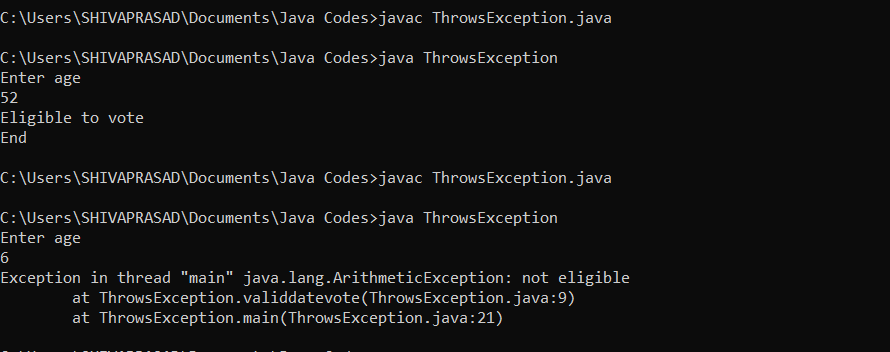 C:\Users\SHIVAPRASAD\Documents\Java Codes>javac ThrowsException.java
C:\Users\SHIVAPRASAD\Documents\Java Codes>java ThrowsException
Enter age
52
Eligible to vote
End
C:\Users\SHIVAPRASAD\Documents\Java Codes>javac ThrowsException.java
C:\Users\SHIVAPRASAD\Documents\Java Codes>java ThrowsException
Enter age
6
Exception in thread "main" java.lang.ArithmeticException: not eligible
        at ThrowsException.validdatevote(ThrowsException.java:9)
        at ThrowsException.main(ThrowsException.java:21)